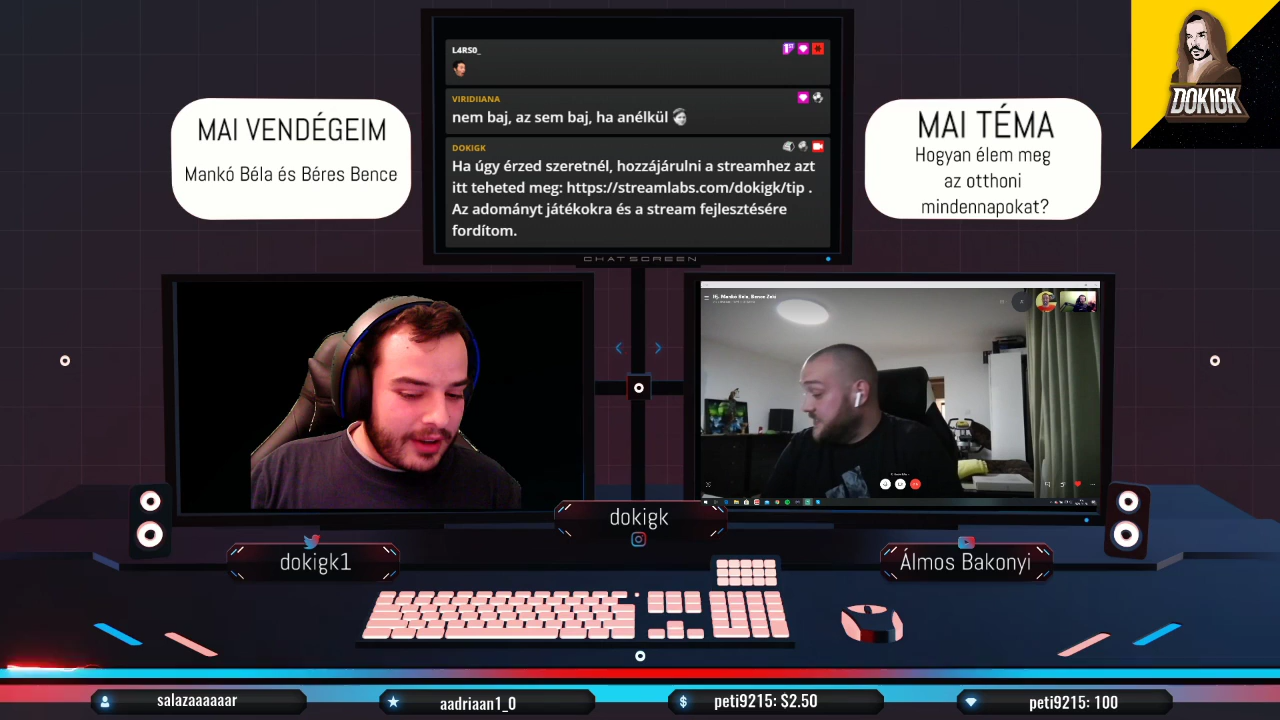 L4RS0_
VIRIDIIANA
nem baj, az sem baj, ha anélkül
DOKIGK
Ha úgy érzed szeretnél, hozzájárulni a streamhez azt
itt teheted meg: https://streamlabs.com/dokigk/tip .
Az adományt játékokra és a stream fejlesztésére
fordítom.
CHATSCREEN
MAI VENDÉGEIM
Mankó Béla és Béres Bence
MAI TÉMA
Hogyan élem meg
az otthoni
mindennapokat?
DOKIGK
dokigk
dokigk1
Álmos Bakonyi
salazaaaaaar
aadriaan1_0
peti9215: $2.50
peti9215: 100